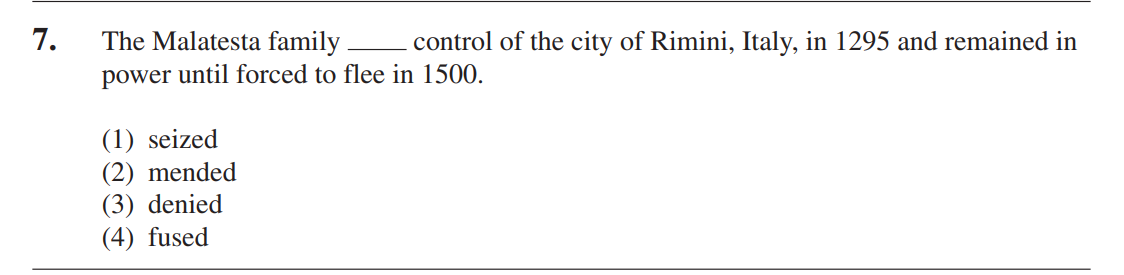 7. The Malatesta family ____ control of the city of Rimini, Italy, in 1295 and remained in
power until forced to flee in 1500.
(1) seized
(2) mended
(3) denied
(4) fused